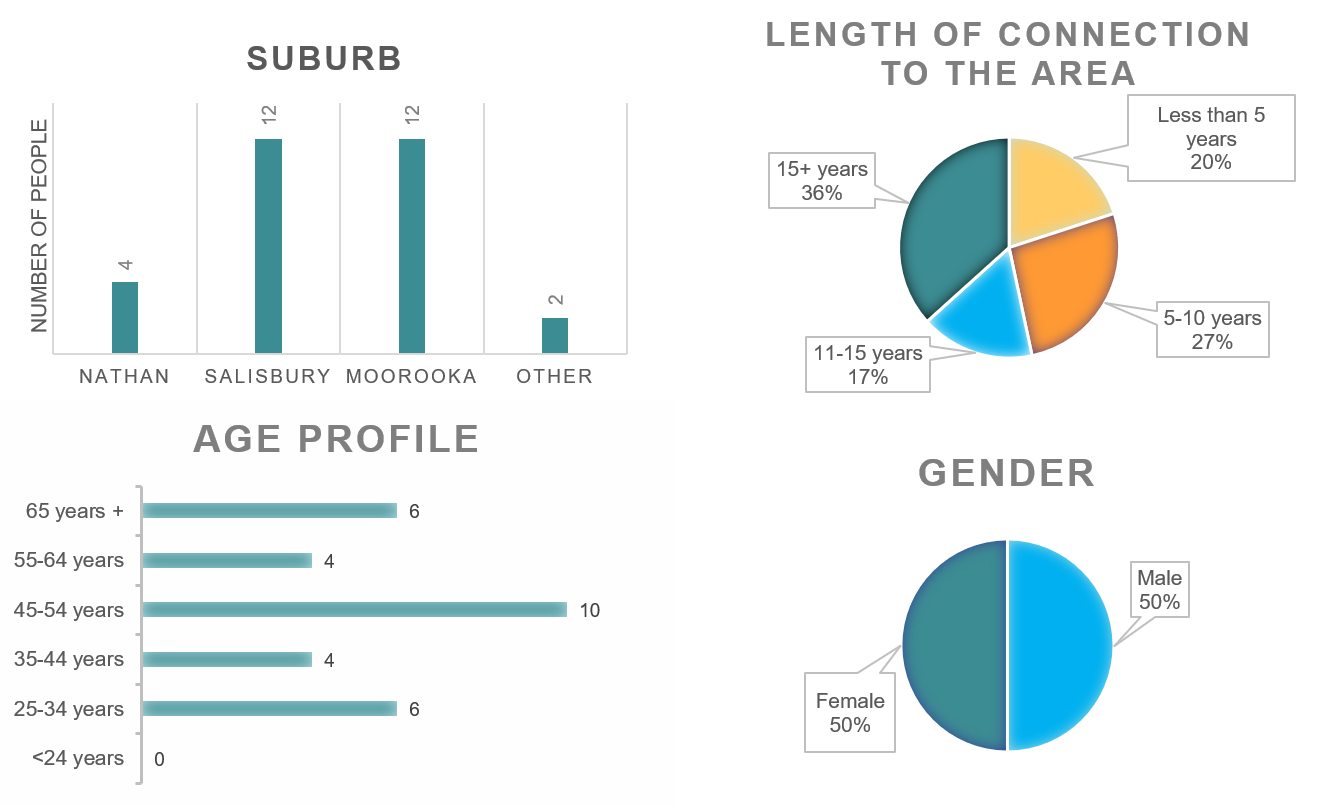 SUBURB
NUMBER OF PEOPLE
4
12
12
2
NATHAN
SALISBURY
MOOROOKA
OTHER
LENGTH OF CONNECTION
TO THE AREA
Less than 5
years
20%
15+ years
36%
5-10 years
27%
11-15 years
17%
AGE PROFILE
65 years +
6
55-64 years
4
45-54 years
10
35-44 years
4
25-34 years
6
<24 years
0
GENDER
Male
50%
Female
50%